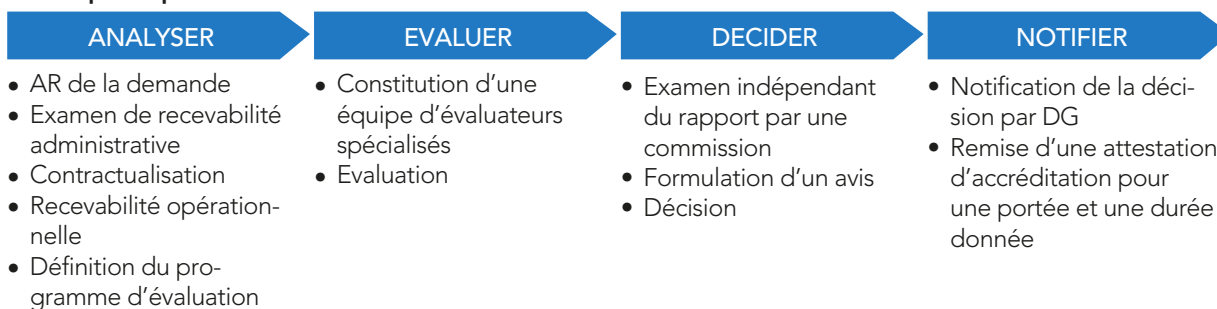 ANALYSER
• AR de la demande
• Examen de recevabilité
administrative
• Contractualisation
• Recevabilité opération-
nelle
• Définition du pro-
gramme d'évaluation
EVALUER
• Constitution d'une
équipe d'évaluateurs
spécialisés
• Evaluation
DECIDER
• Examen indépendant
du rapport par une
commission
• Formulation d'un avis
• Décision
NOTIFIER
• Notification de la déci-
sion par DG
• Remise d'une attestation
d'accréditation pour
une portée et une durée
donnée